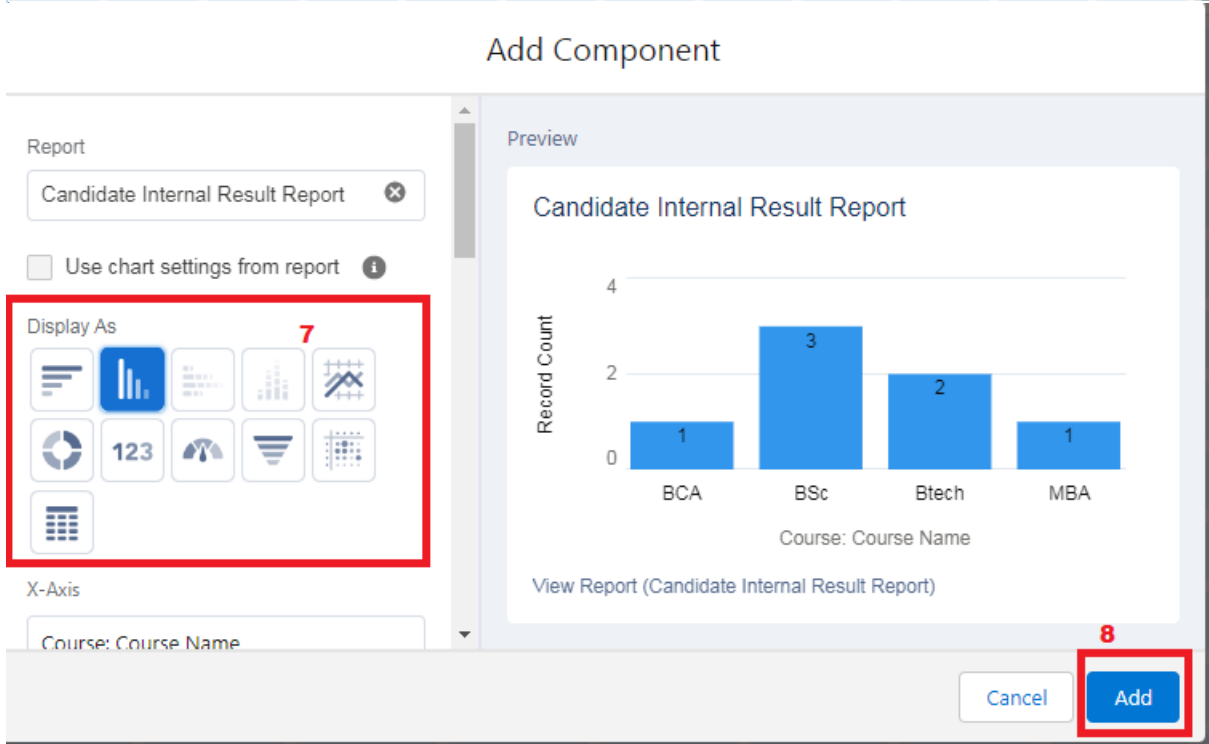 Add Component
Report
Candidate Internal Result Report
Use chart settings from report
Display As
7
123
X-Axis
Course: Course Name
Preview
Candidate Internal Result Report
Record Count
4
2
0
1
3
2
1
BCA BSc Btech MBA
Course: Course Name
View Report (Candidate Internal Result Report)
8
Cancel Add